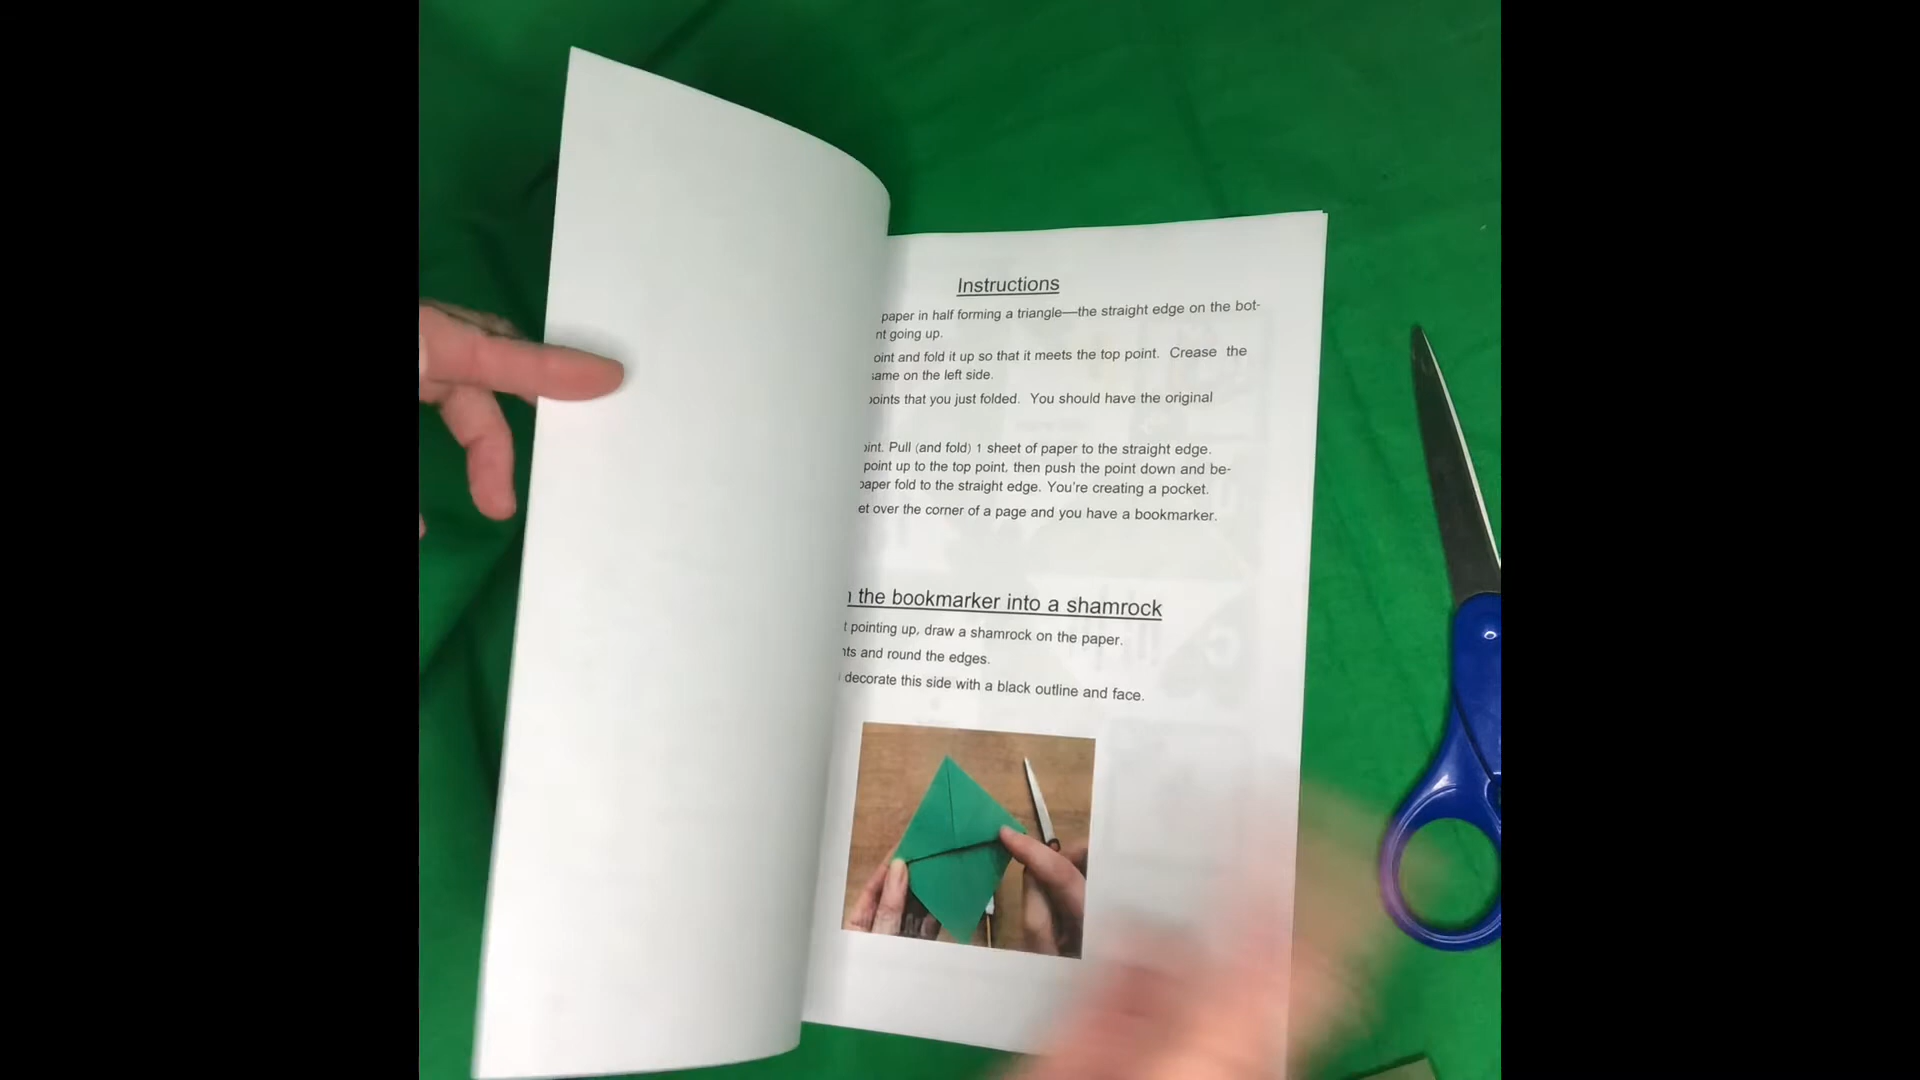 Instructions
paper in half forming a triangle—the straight edge on the bot-
nt going up.
oint and fold it up so that it meets the top point. Crease the
same on the left side.
points that you just folded. You should have the original
oint. Pull (and fold) 1 sheet of paper to the straight edge.
point up to the top point, then push the point down and be-
paper fold to the straight edge. You're creating a pocket.
et over the corner of a page and you have a bookmarker.
the bookmarker into a shamrock
t pointing up, draw a shamrock on the paper.
nts and round the edges.
decorate this side with a black outline and face.